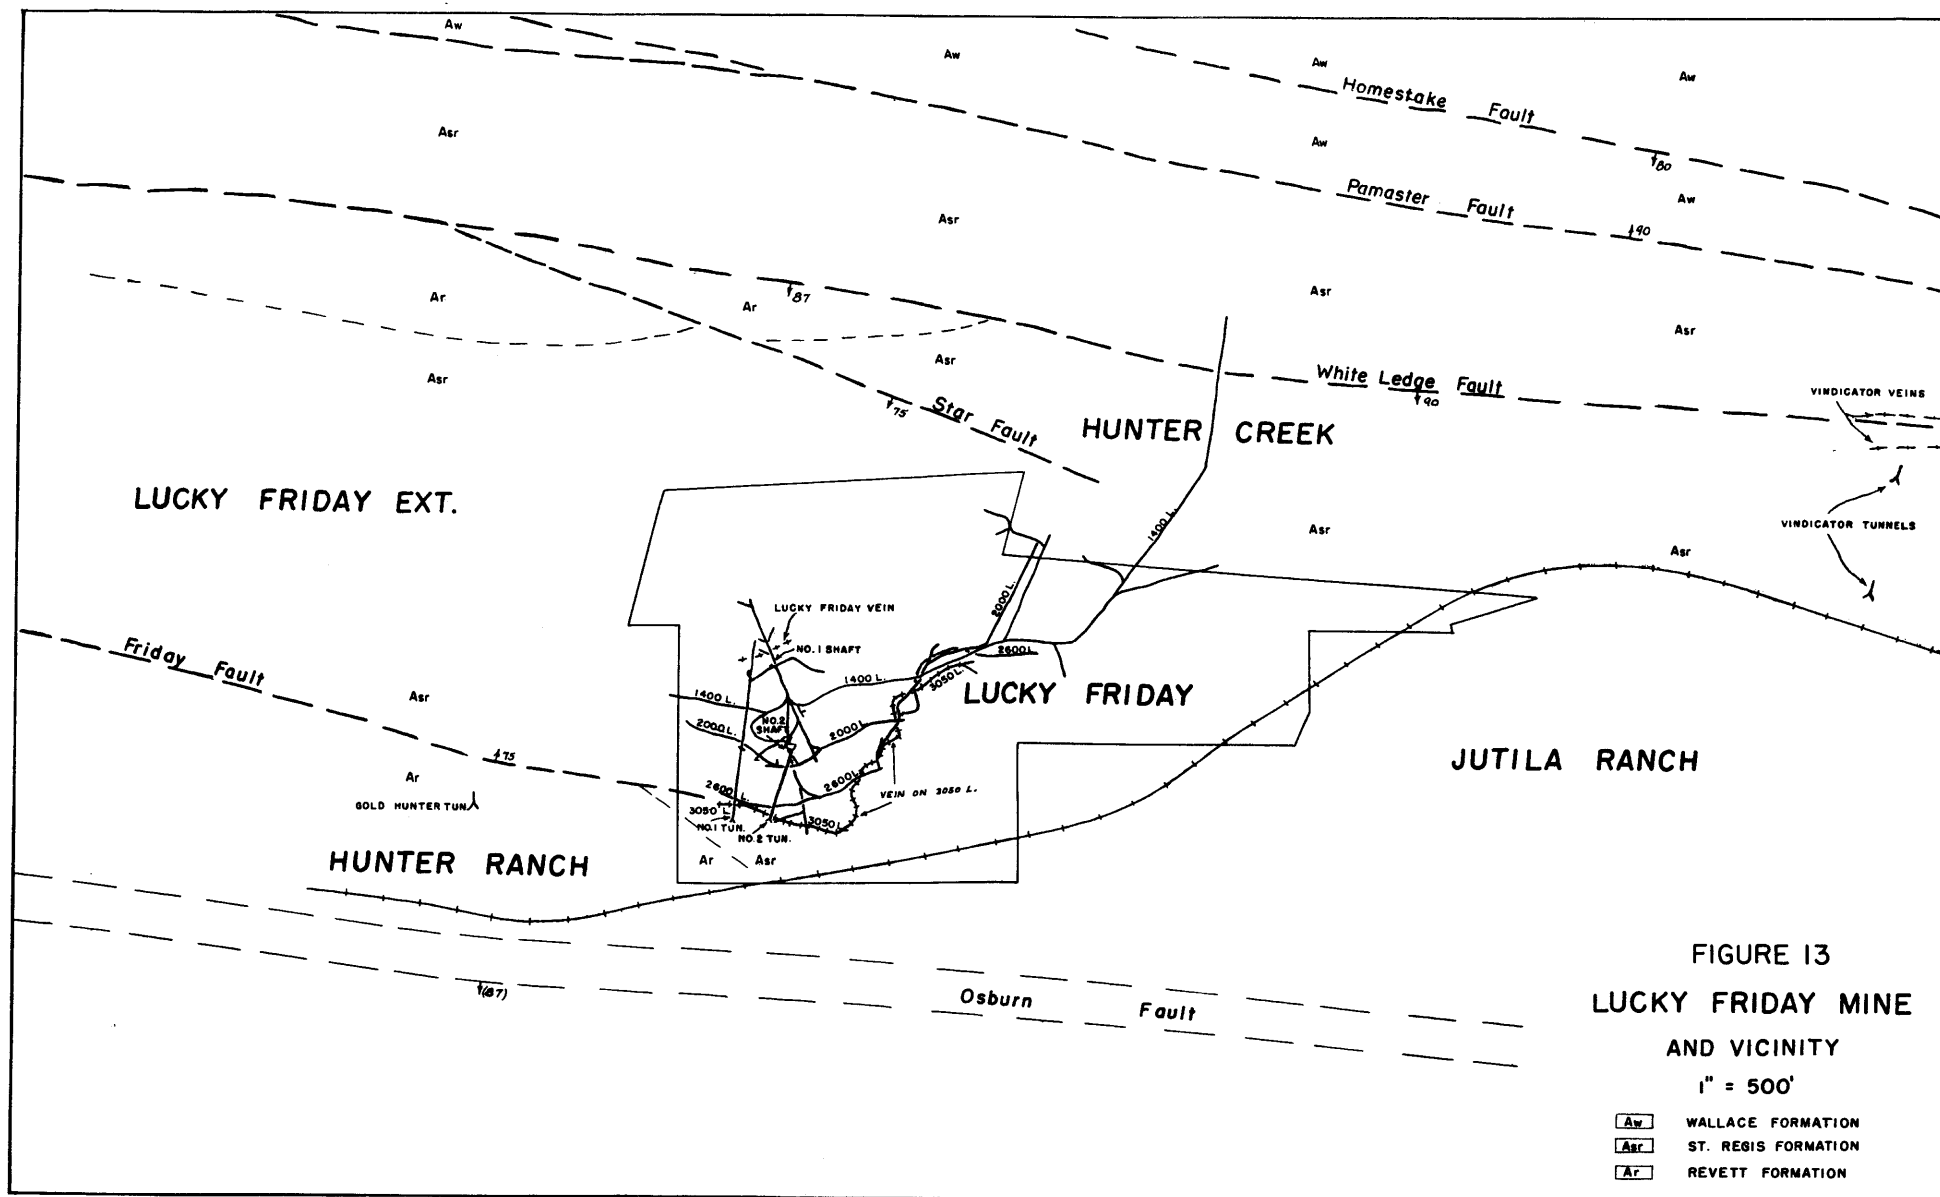 Aw
Aw
Aw
Aw
Homestake Fault
80
Asr
Aw
Pamaster Fault
90
Aw
Asr
Ar
Ar
87
Asr
Asr
Asr
Asr
White Ledge Fault
90
75
Star Fault
VINDICATOR VEINS
HUNTER CREEK
LUCKY FRIDAY EXT.
1400 L.
Asr
VINDICATOR TUNNELS
Asr
2000 L.
LUCKY FRIDAY VEIN
NO. 1 SHAFT
2600 L.
Friday Fault
Asr
1400 L.
1400 L.
3050 L.
LUCKY FRIDAY
2000 L.
NO. 2
SHAFT
2000 L.
75
JUTILA RANCH
Ar
GOLD HUNTER TUN.
2600 L.
2600 L.
VEIN ON 3050 L.
3050 L.
3050 L.
NO. 1 TUN.
NO. 2 TUN.
HUNTER RANCH
Ar
Asr
(87)
Osburn Fault
FIGURE 13
LUCKY FRIDAY MINE
AND VICINITY
1" = 500'
Aw WALLACE FORMATION
Asr ST. REGIS FORMATION
Ar REVETT FORMATION